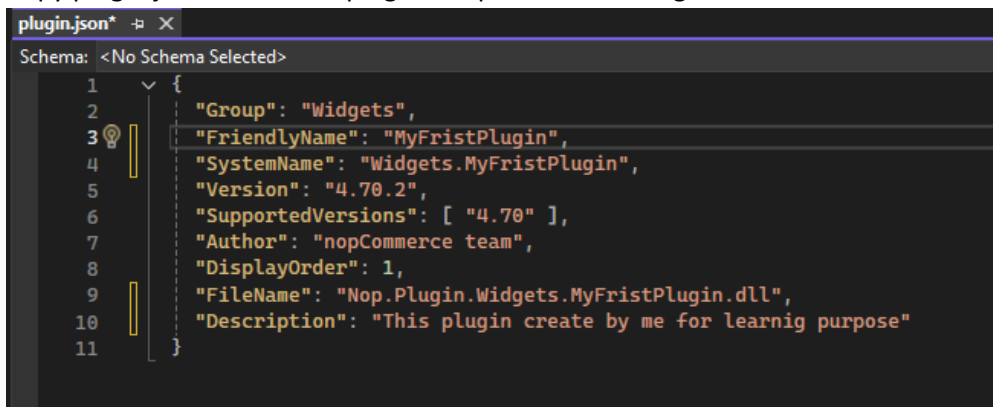 plugin.json*
Schema: <No Schema Selected>
1 {
2 "Group": "Widgets",
3 "FriendlyName": "MyFristPlugin",
4 "SystemName": "Widgets.MyFristPlugin",
5 "Version": "4.70.2",
6 "SupportedVersions": [ "4.70" ],
7 "Author": "nopCommerce team",
8 "DisplayOrder": 1,
9 "FileName": "Nop.Plugin.Widgets.MyFristPlugin.dll",
10 "Description": "This plugin create by me for learnig purpose"
11 }